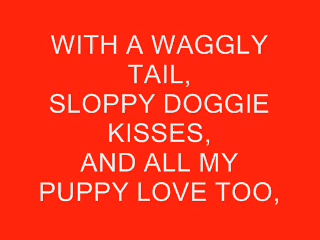 WITH A WAGGLY
TAIL,
SLOPPY DOGGIE
KISSES,
AND ALL MY
PUPPY LOVE TOO,